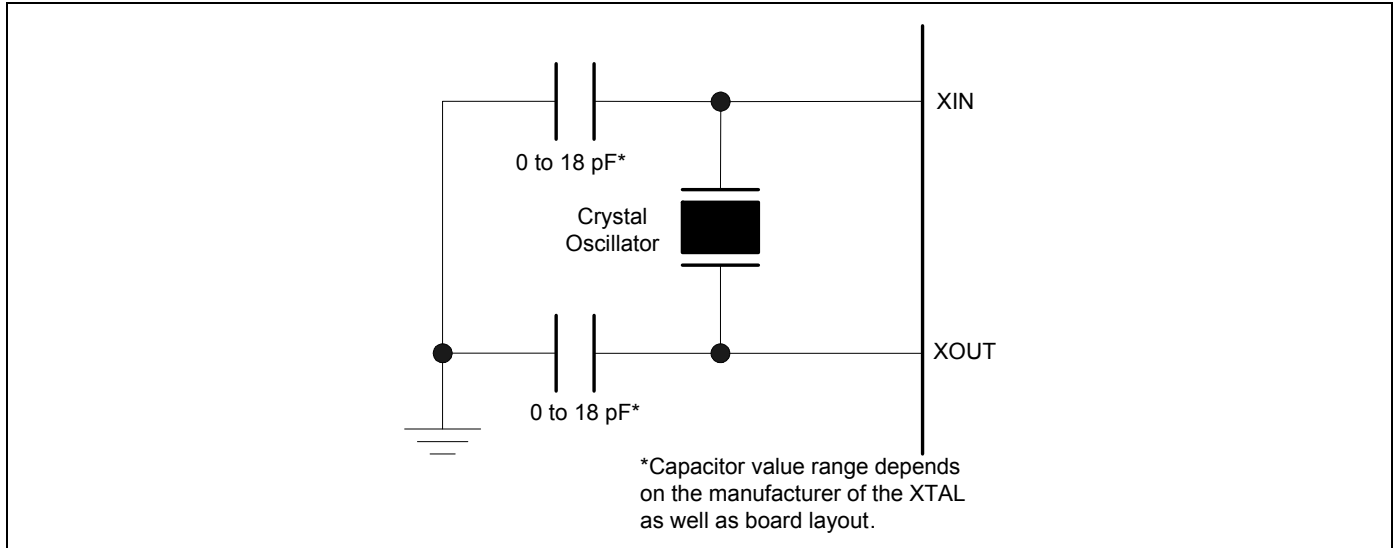 XIN
0 to 18 pF*
Crystal
Oscillator
XOUT
0 to 18 pF*
*Capacitor value range depends
on the manufacturer of the XTAL
as well as board layout.